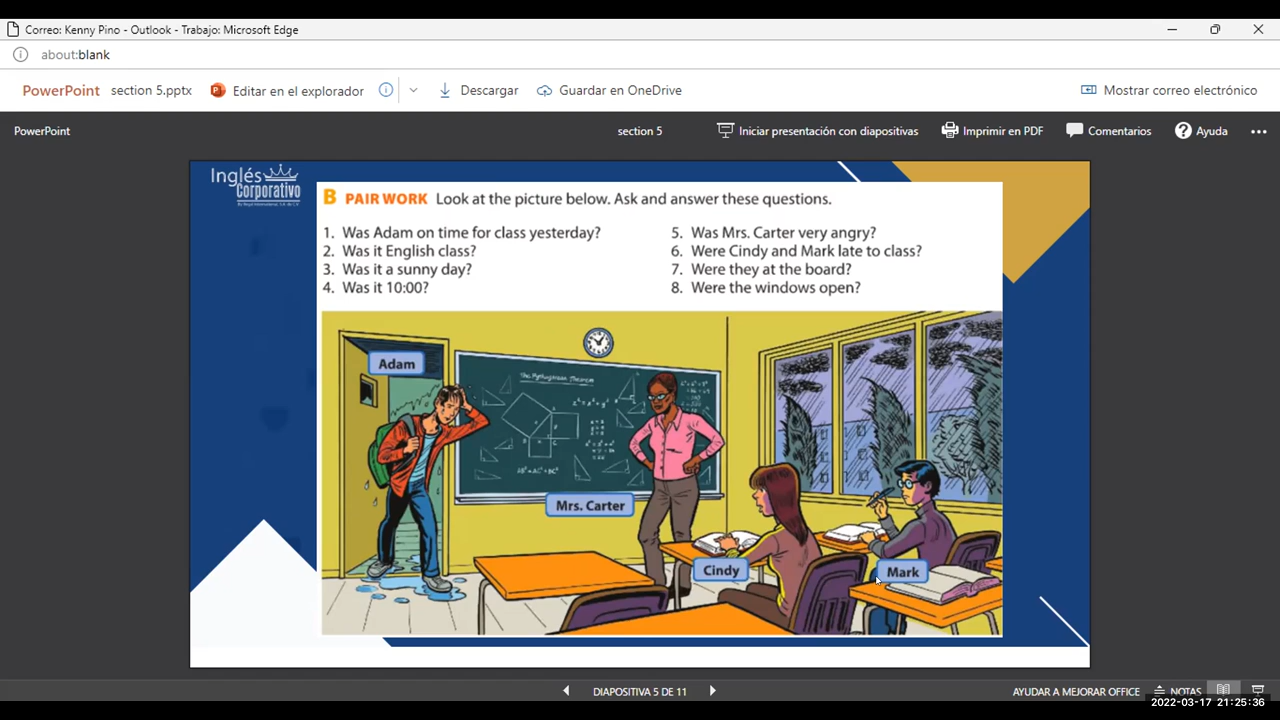 Correo: Kenny Pino - Outlook - Trabajo: Microsoft Edge
about:blank
PowerPoint section 5.pptx Editar en el explorador Descargar Guardar en OneDrive Mostrar correo electrónico
PowerPoint section 5 Iniciar presentación con diapositivas Imprimir en PDF Comentarios Ayuda
Inglés
Corporativo
B PAIR WORK Look at the picture below. Ask and answer these questions.
1. Was Adam on time for class yesterday?
2. Was it English class?
3. Was it a sunny day?
4. Was it 10:00?
5. Was Mrs. Carter very angry?
6. Were Cindy and Mark late to class?
7. Were they at the board?
8. Were the windows open?
Adam
The Pythagorean Theorem
Mrs. Carter
Cindy
Mark
DIAPOSITIVA 5 DE 11
AYUDAR A MEJORAR OFFICE NOTAS
2022-03-17 21:25:36